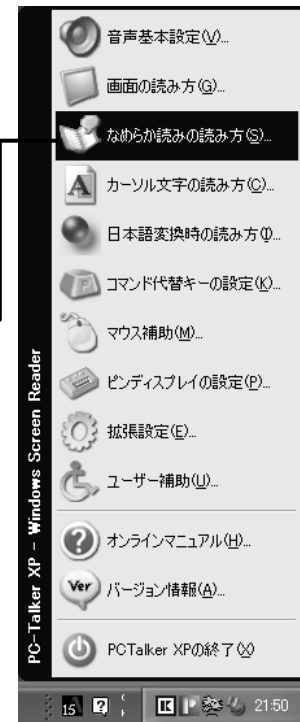 音声基本設定(V)...
画面の読み方(G)...
なめらか読みの読み方(S)...
カーソル文字の読み方(C)...
日本語変換時の読み方(I)...
コマンド代替キーの設定(K)...
マウス補助(M)...
ピンディスプレイの設定(P)...
拡張設定(E)...
ユーザー補助(U)...
オンラインマニュアル(H)...
バージョン情報(A)...
PCTalker XPの終了(X)
PC-Talker XP - Windows Screen Reader
A
P
Ver
15
21:50